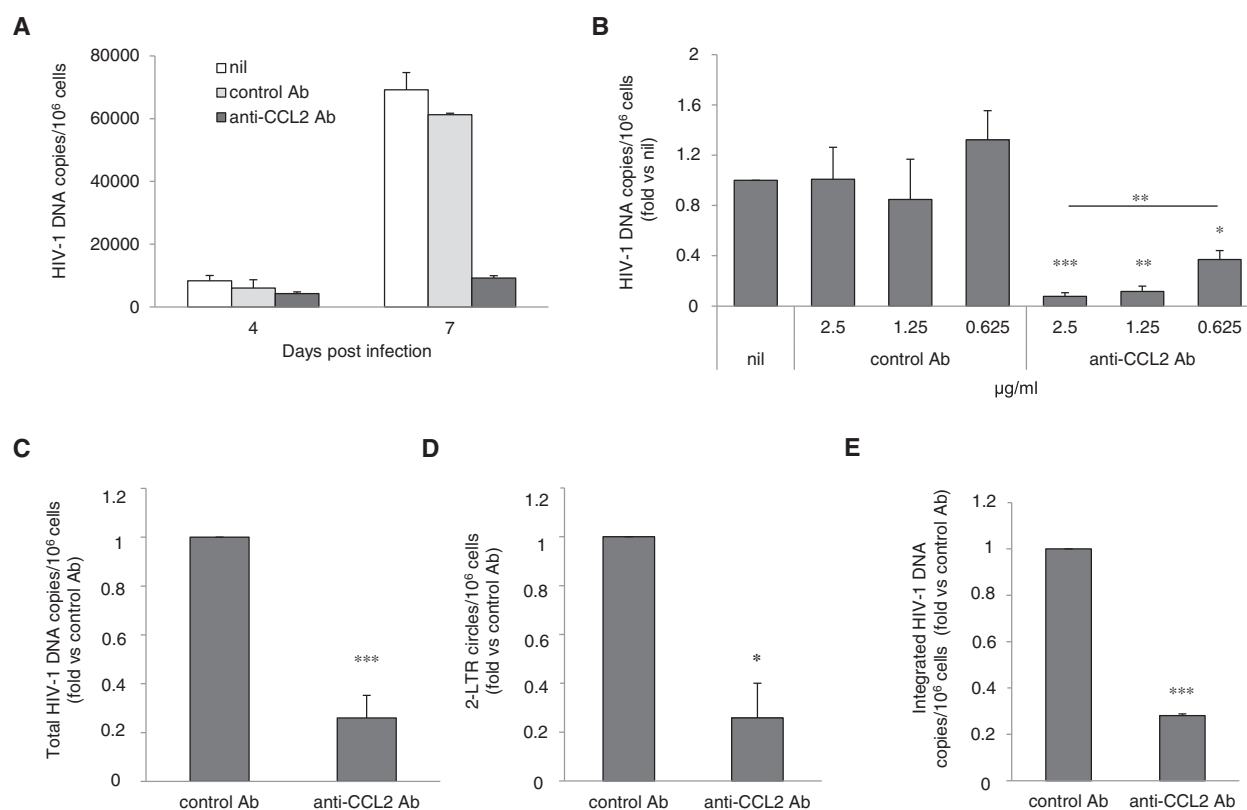 A
HIV-1 DNA copies/10⁶ cells
80000
60000
40000
20000
0
nil
control Ab
anti-CCL2 Ab
4
7
Days post infection
B
HIV-1 DNA copies/10⁶ cells
(fold vs nil)
2
1.6
1.2
0.8
0.4
0
**
***
**
*
2.5
1.25
0.625
2.5
1.25
0.625
nil
control Ab
anti-CCL2 Ab
µg/ml
C
Total HIV-1 DNA copies/10⁶ cells
(fold vs control Ab)
1.2
1
0.8
0.6
0.4
0.2
0
***
control Ab
anti-CCL2 Ab
D
2-LTR circles/10⁶ cells
(fold vs control Ab)
1.2
1
0.8
0.6
0.4
0.2
0
*
control Ab
anti-CCL2 Ab
E
Integrated HIV-1 DNA
copies/10⁶ cells (fold vs control Ab)
1.2
1
0.8
0.6
0.4
0.2
0
***
control Ab
anti-CCL2 Ab